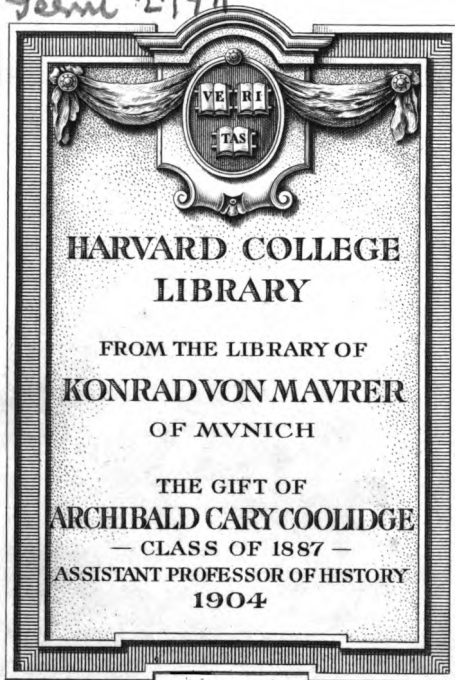 VE RI
TAS
HARVARD COLLEGE
LIBRARY
FROM THE LIBRARY OF
KONRAD VON MAVRER
OF MVNICH
THE GIFT OF
ARCHIBALD CARY COOLIDGE
— CLASS OF 1887 —
ASSISTANT PROFESSOR OF HISTORY
1904